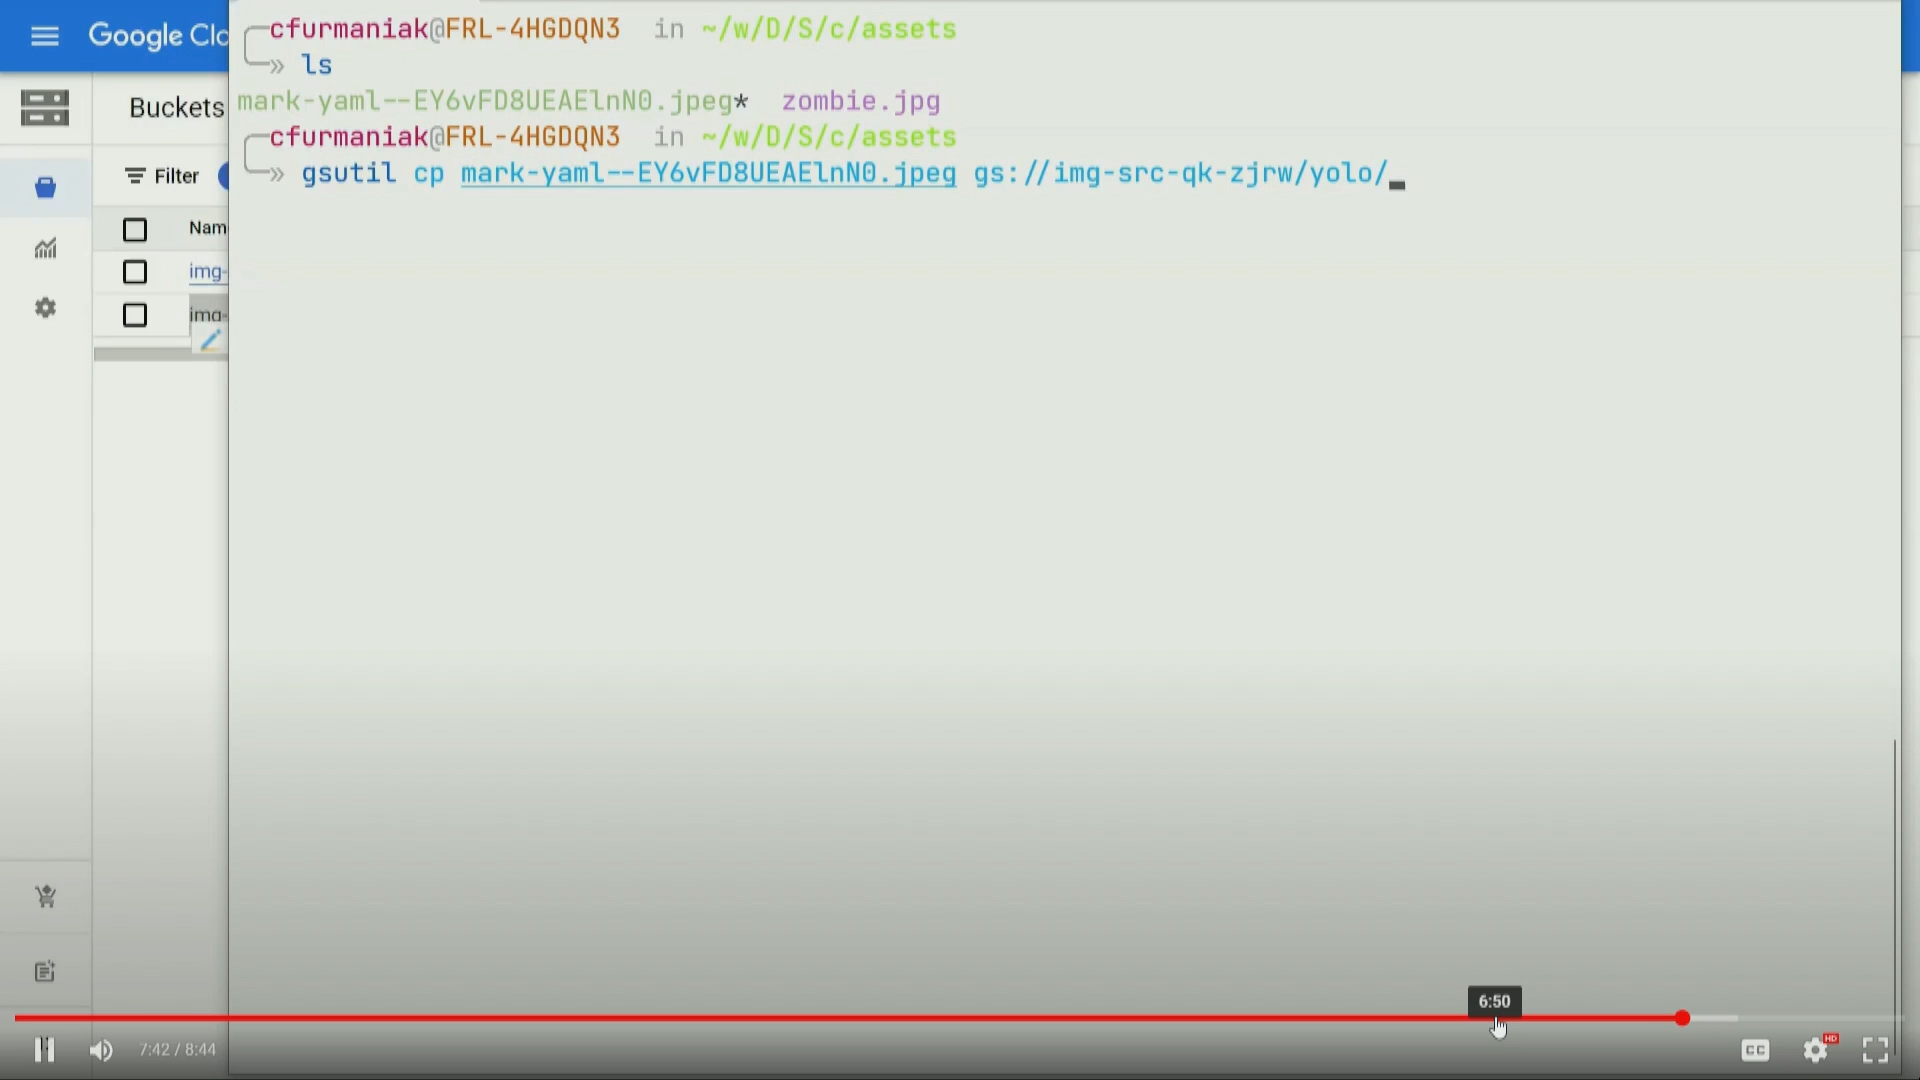 Google Clo
cfurmaniak@FRL-4HGDQN3 in ~/w/D/S/c/assets
» ls
mark-yaml--EY6vFD8UEAElnN0.jpeg* zombie.jpg
cfurmaniak@FRL-4HGDQN3 in ~/w/D/S/c/assets
» gsutil cp mark-yaml--EY6vFD8UEAElnN0.jpeg gs://img-src-qk-zjrw/yolo/
Buckets
Filter
Nam
img-
img-
6:50
7:42 / 8:44
CC
HD